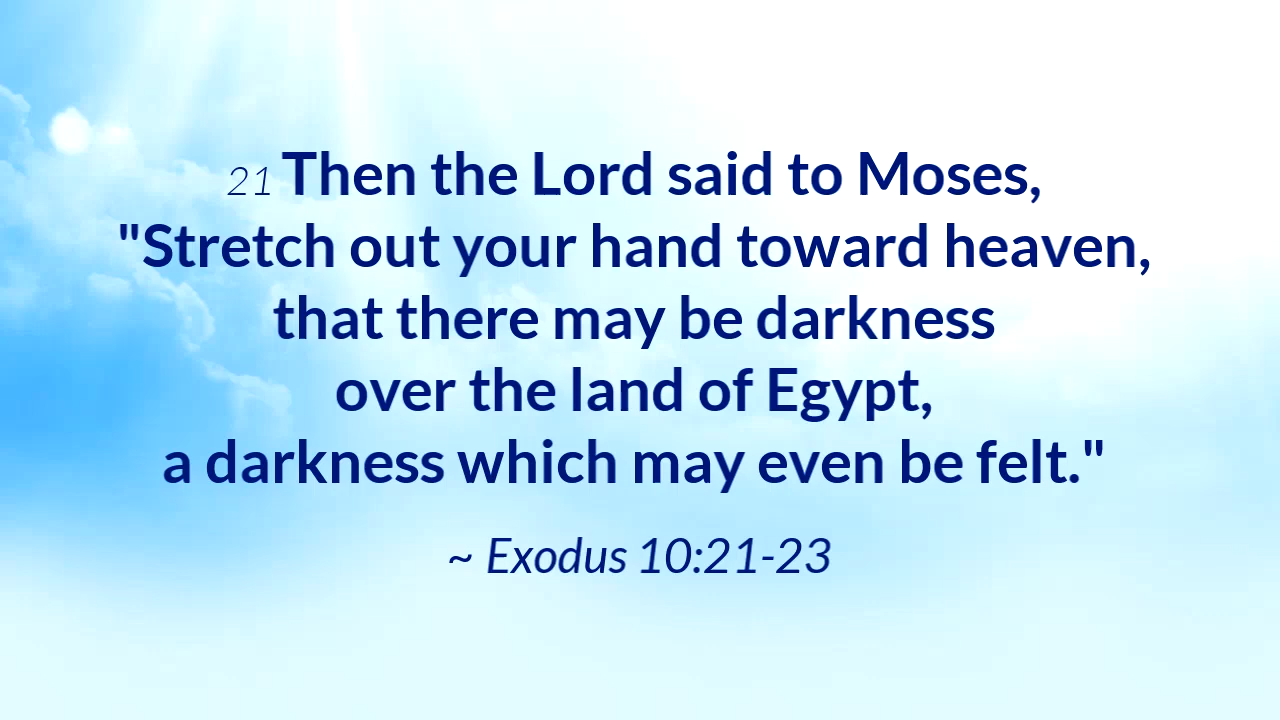 21 Then the Lord said to Moses,
"Stretch out your hand toward heaven,
that there may be darkness
over the land of Egypt,
a darkness which may even be felt."
~ Exodus 10:21-23